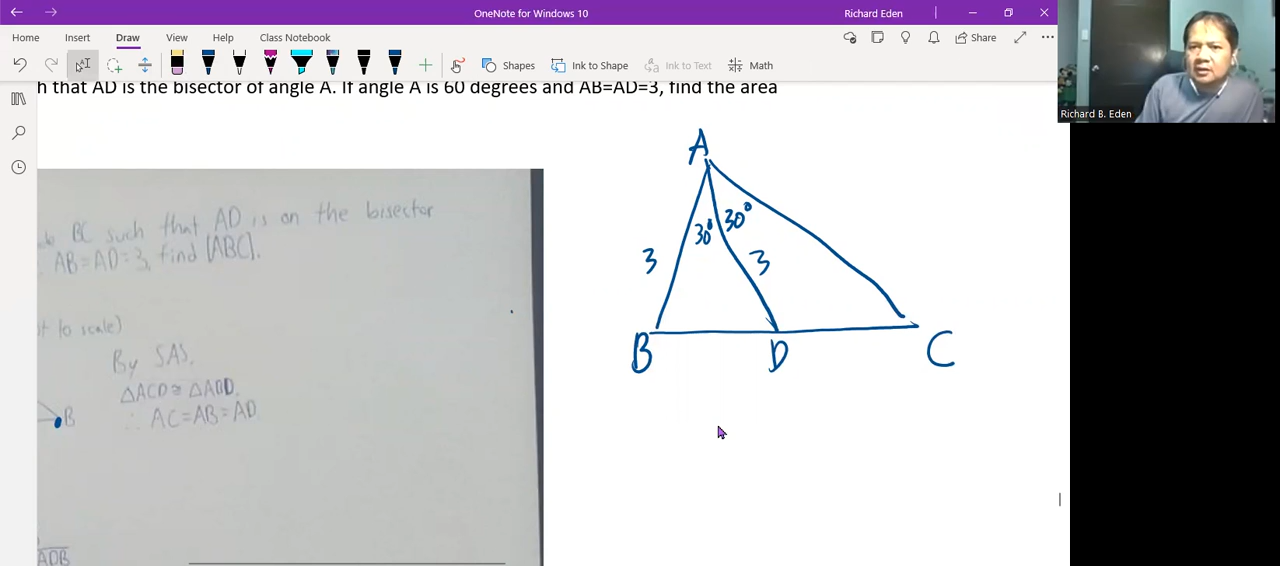 OneNote for Windows 10
Richard Eden
Home
Insert
Draw
View
Help
Class Notebook
Shapes
Ink to Shape
Ink to Text
Math
Share
h that AD is the bisector of angle A. If angle A is 60 degrees and AB=AD=3, find the area
BC such that AD is on the bisector
AB=AD=3, find [ABC].
t to scale)
By SAS,
△ACD≅△ABD.
∴ AC=AB=AD
B
ADB
A
30° 30°
3 3
B D C
Richard B. Eden